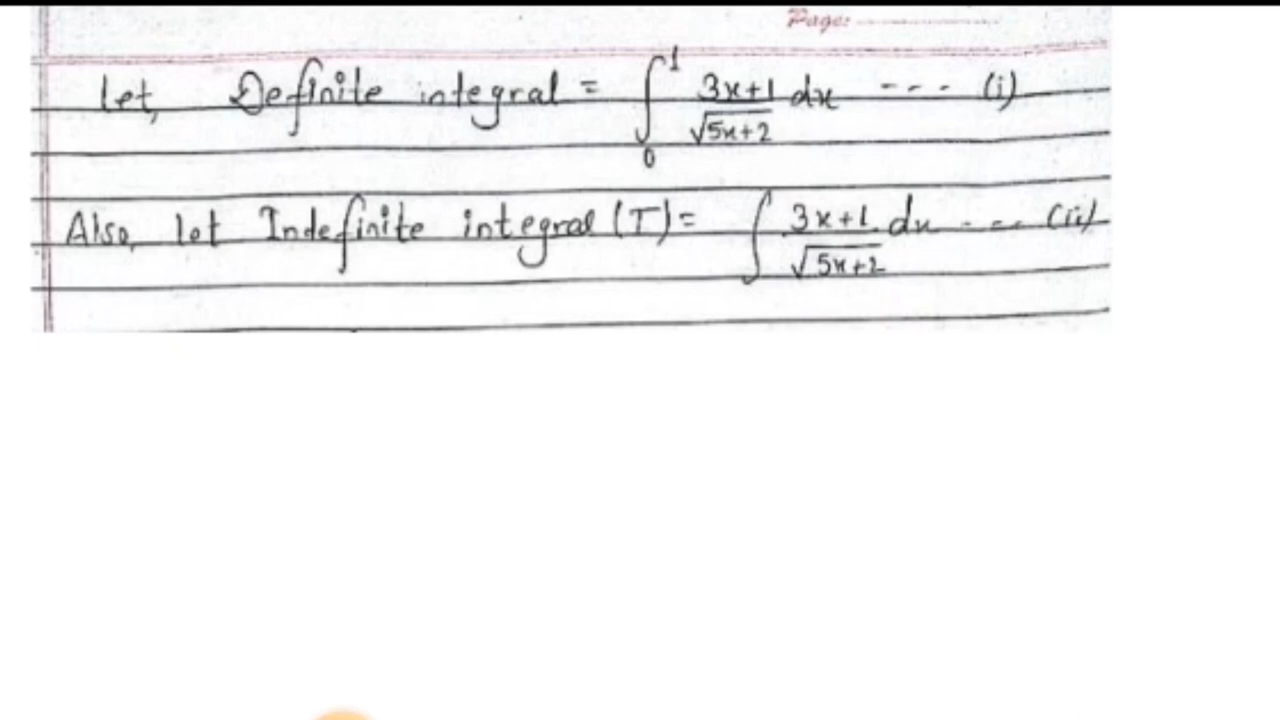 Page:
Let, Definite integral = ∫₀¹ (3x+1)/√(5x+2) dx --- (i)
Also, let Indefinite integral (I) = ∫ (3x+1)/√(5x+2) dx --- (ii)